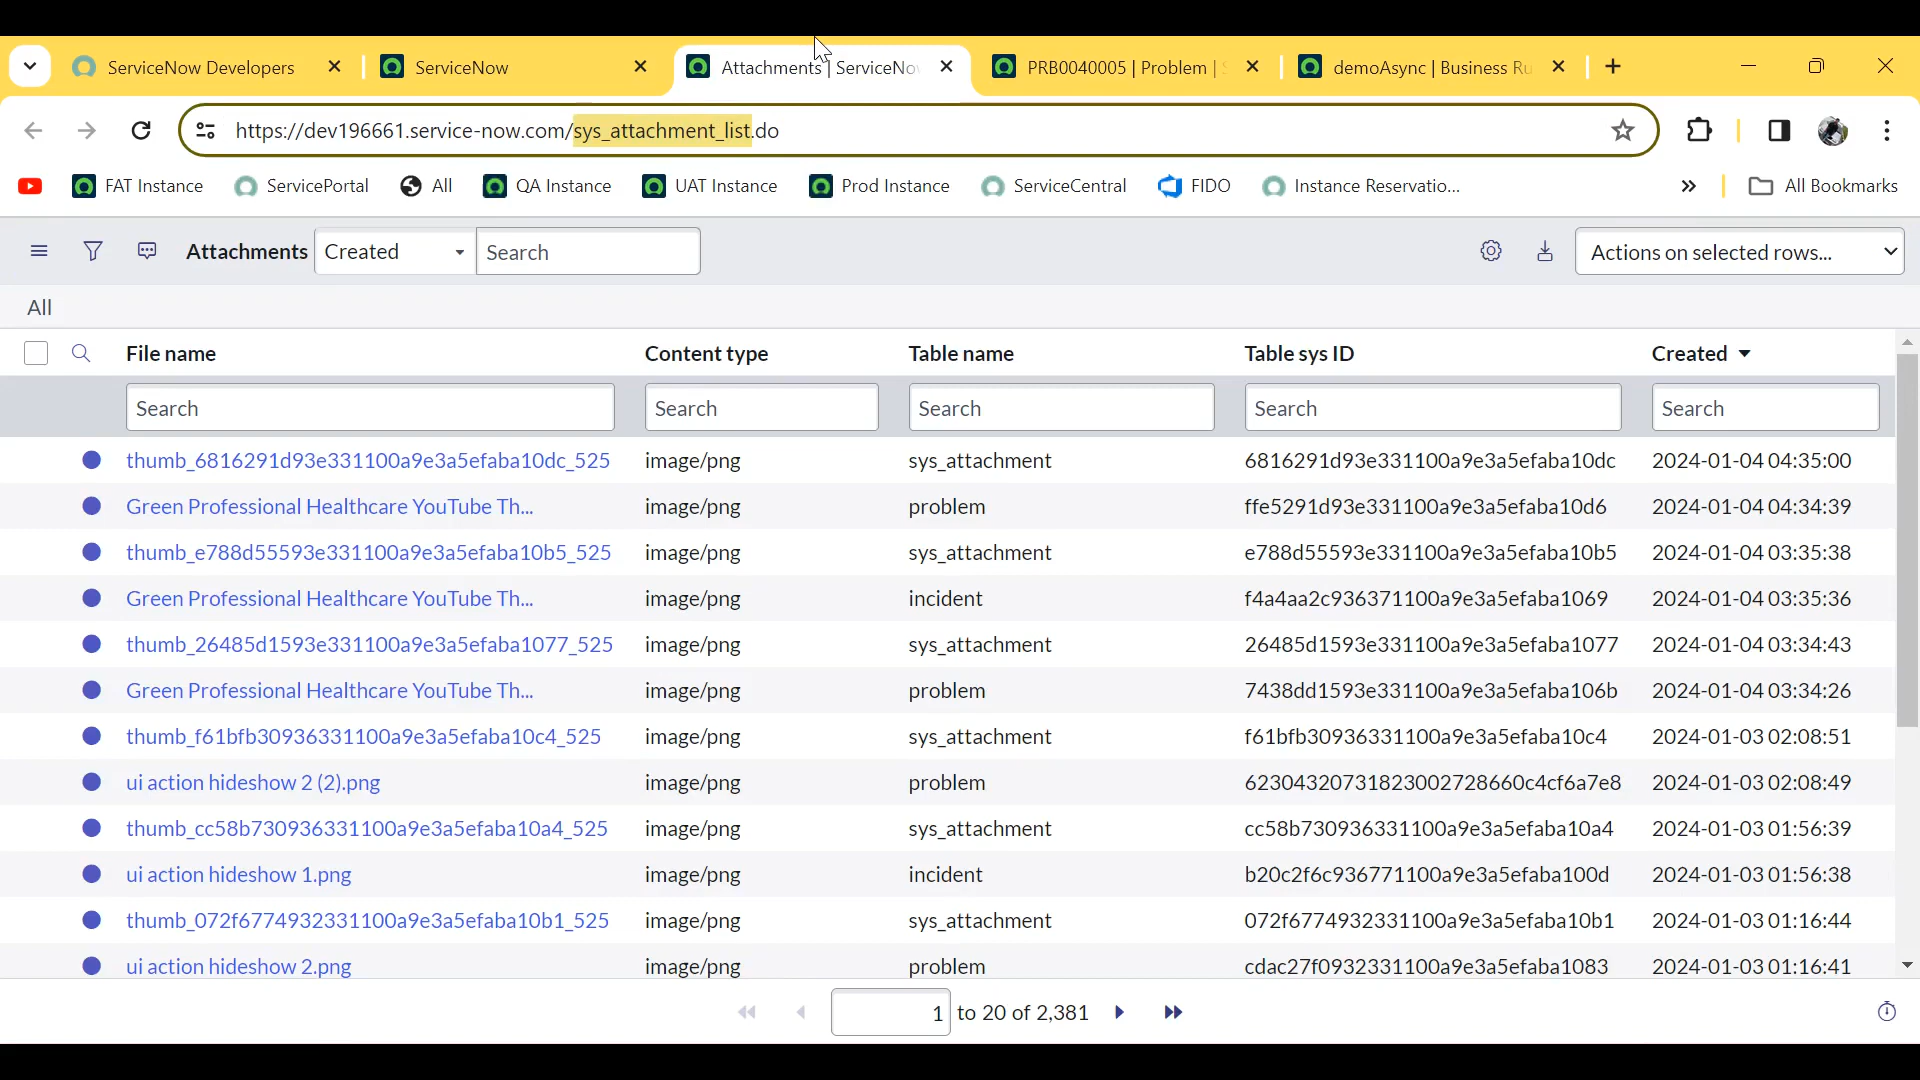 ServiceNow Developers
ServiceNow
Attachments | ServiceNo
PRB0040005 | Problem |
demoAsync | Business Ru
https://dev196661.service-now.com/sys_attachment_list.do
FAT Instance
ServicePortal
All
QA Instance
UAT Instance
Prod Instance
ServiceCentral
FIDO
Instance Reservatio...
All Bookmarks
Attachments
Created
Search
Actions on selected rows...
All
File name Content type Table name Table sys ID Created
Search Search Search Search Search
thumb_6816291d93e331100a9e3a5efaba10dc_525 image/png sys_attachment 6816291d93e331100a9e3a5efaba10dc 2024-01-04 04:35:00
Green Professional Healthcare YouTube Th... image/png problem ffe5291d93e331100a9e3a5efaba10d6 2024-01-04 04:34:39
thumb_e788d55593e331100a9e3a5efaba10b5_525 image/png sys_attachment e788d55593e331100a9e3a5efaba10b5 2024-01-04 03:35:38
Green Professional Healthcare YouTube Th... image/png incident f4a4aa2c936371100a9e3a5efaba1069 2024-01-04 03:35:36
thumb_26485d1593e331100a9e3a5efaba1077_525 image/png sys_attachment 26485d1593e331100a9e3a5efaba1077 2024-01-04 03:34:43
Green Professional Healthcare YouTube Th... image/png problem 7438dd1593e331100a9e3a5efaba106b 2024-01-04 03:34:26
thumb_f61bfb30936331100a9e3a5efaba10c4_525 image/png sys_attachment f61bfb30936331100a9e3a5efaba10c4 2024-01-03 02:08:51
ui action hideshow 2 (2).png image/png problem 62304320731823002728660c4cf6a7e8 2024-01-03 02:08:49
thumb_cc58b730936331100a9e3a5efaba10a4_525 image/png sys_attachment cc58b730936331100a9e3a5efaba10a4 2024-01-03 01:56:39
ui action hideshow 1.png image/png incident b20c2f6c936771100a9e3a5efaba100d 2024-01-03 01:56:38
thumb_072f6774932331100a9e3a5efaba10b1_525 image/png sys_attachment 072f6774932331100a9e3a5efaba10b1 2024-01-03 01:16:44
ui action hideshow 2.png image/png problem cdac27f0932331100a9e3a5efaba1083 2024-01-03 01:16:41
1 to 20 of 2,381